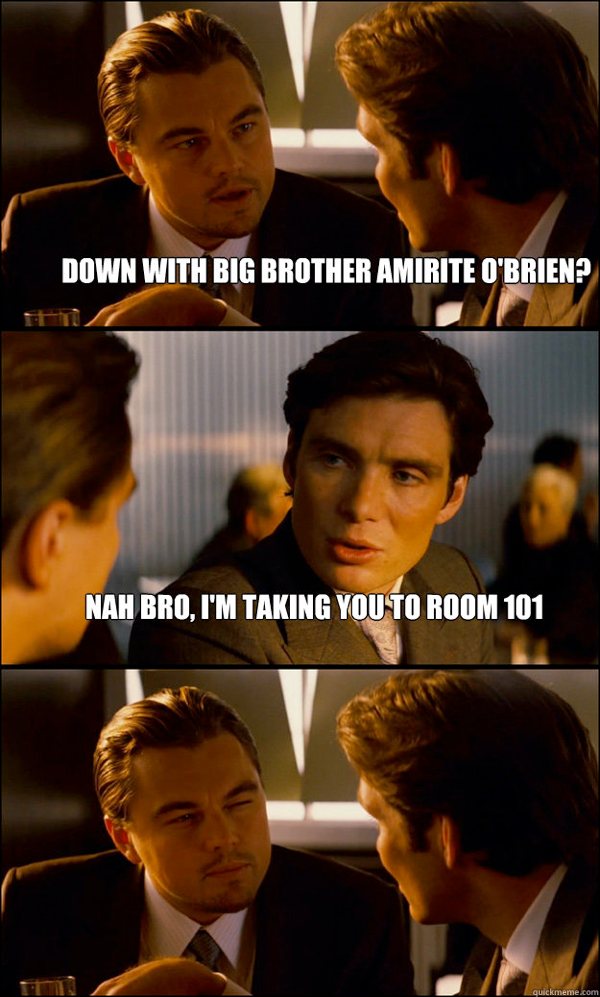 DOWN WITH BIG BROTHER AMIRITE O'BRIEN?
NAH BRO, I'M TAKING YOU TO ROOM 101
quickmeme.com